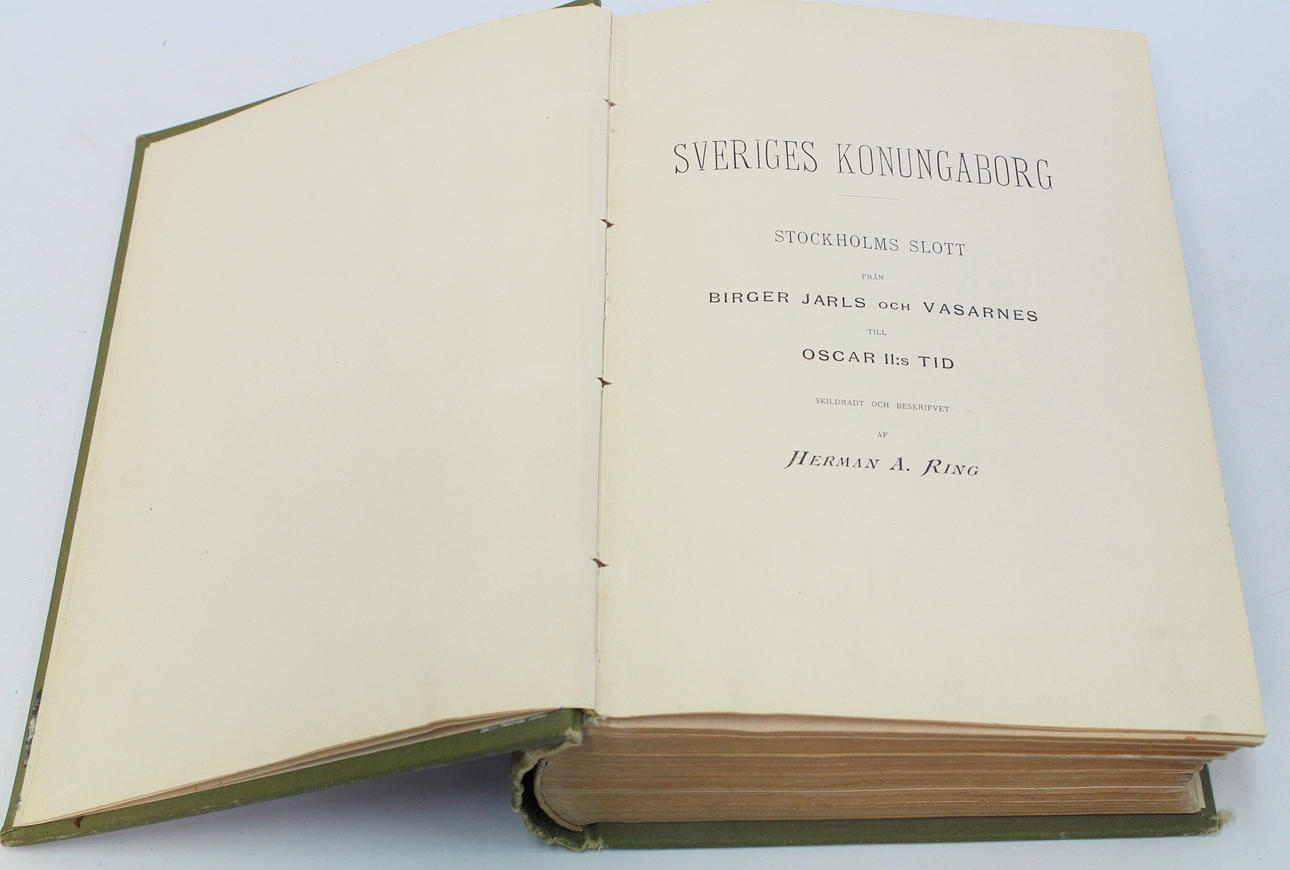 SVERIGES KONUNGABORG
STOCKHOLMS SLOTT
FRÅN
BIRGER JARLS OCH VASARNES
TILL
OSCAR II:s TID
SKILDRADT OCH BESKRIFVET
AF
HERMAN A. RING